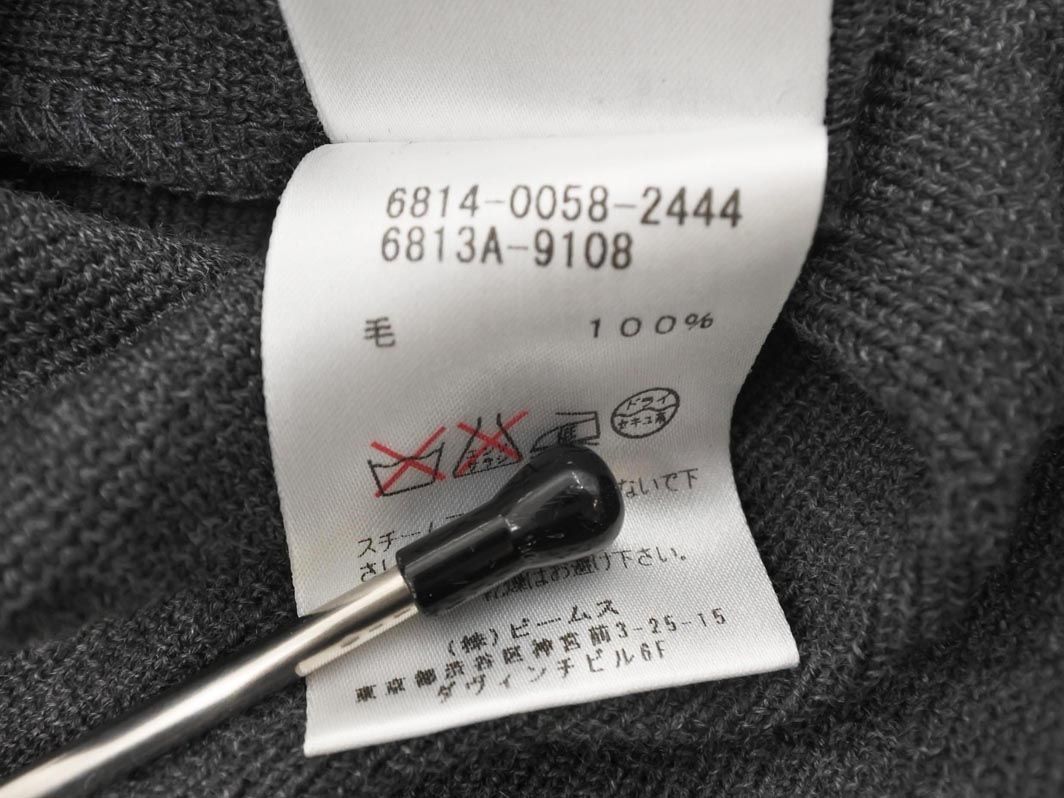 6814-0058-2444
6813A-9108
毛 100%
ドライ
セキユ系
スチーム
ないで下
さい
はお避け下さい。
(株)ビームス
東京都渋谷区神宮前3-25-15
ダヴィンチビル6F